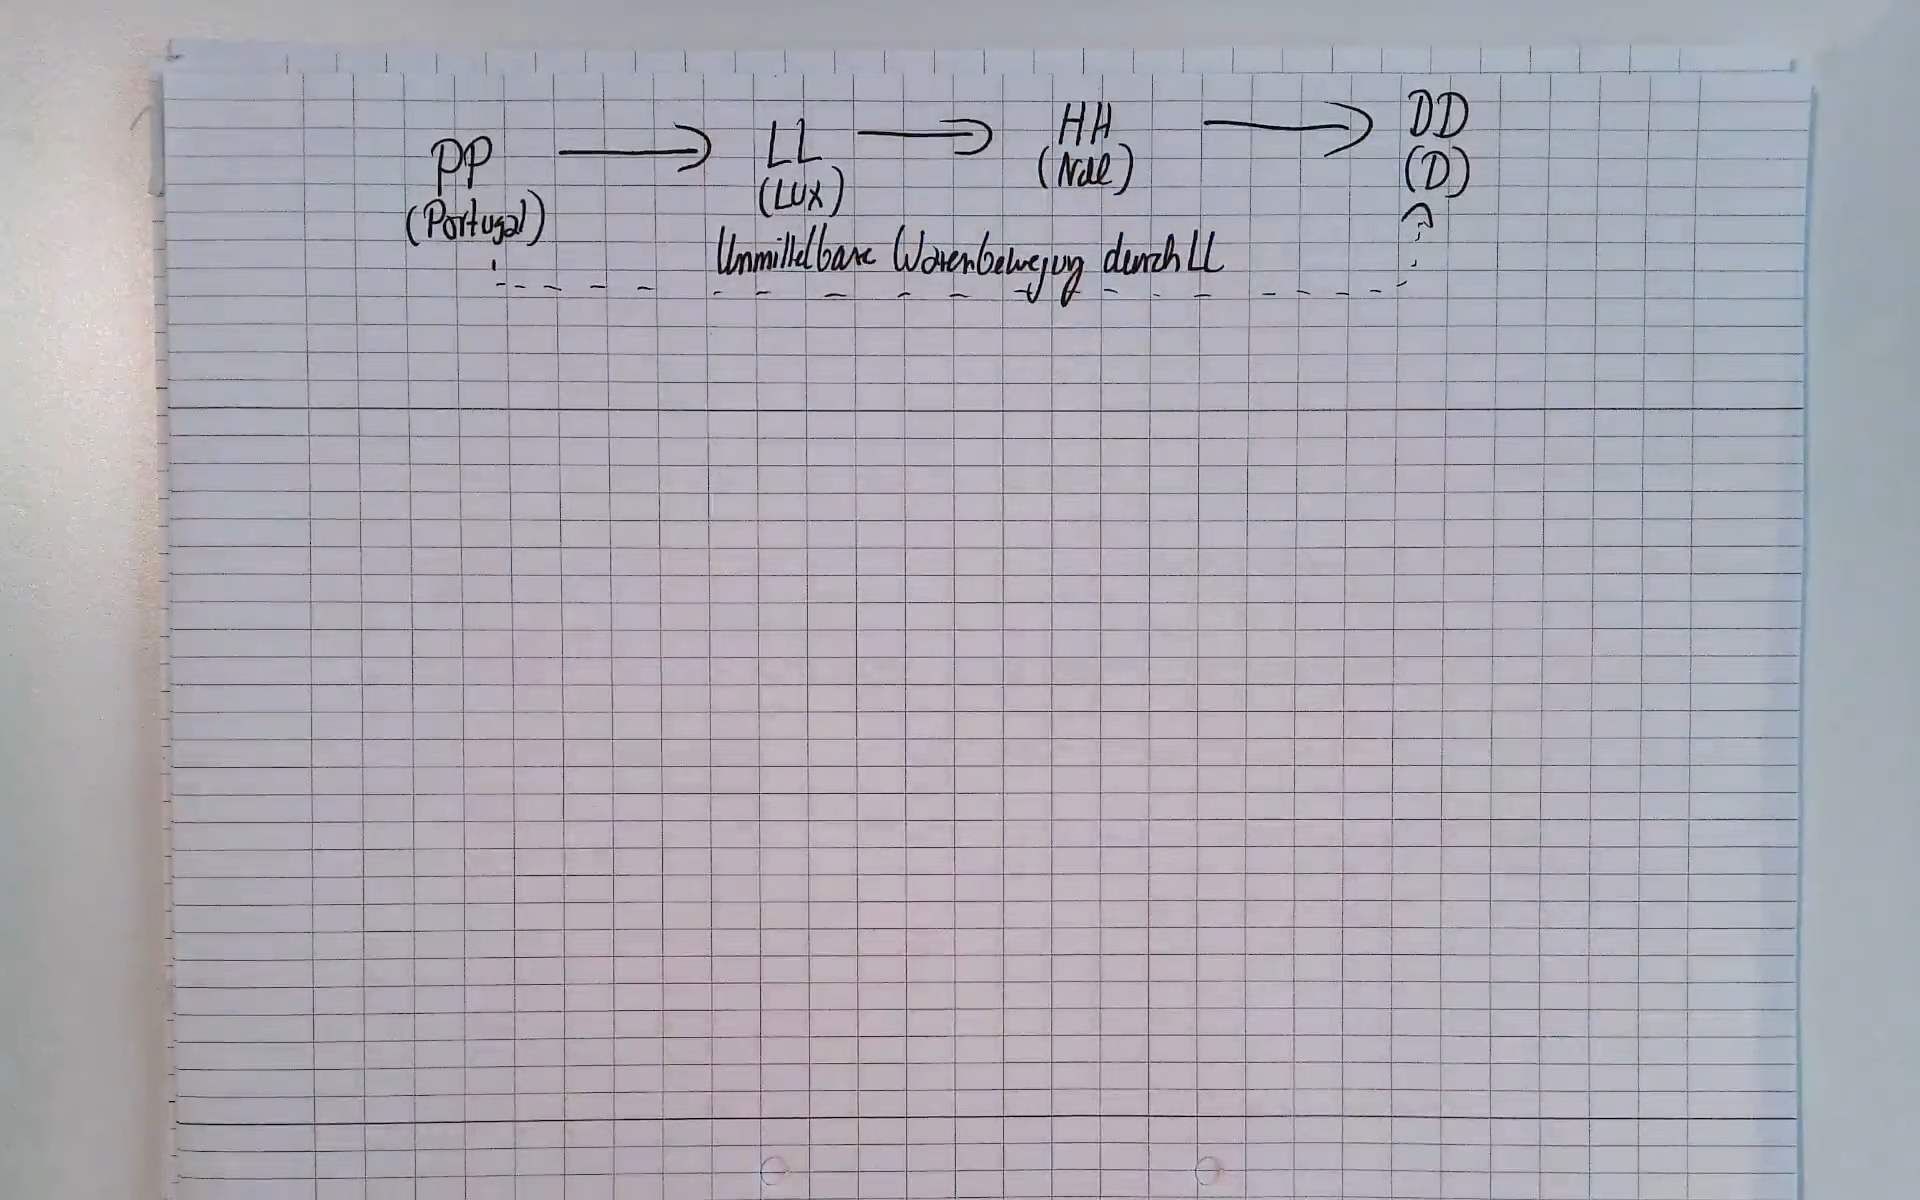 PP → LL → HH → DD
(Portugal) (LUX) (Ndl) (D)
Unmittelbare Warenbewegung durch LL